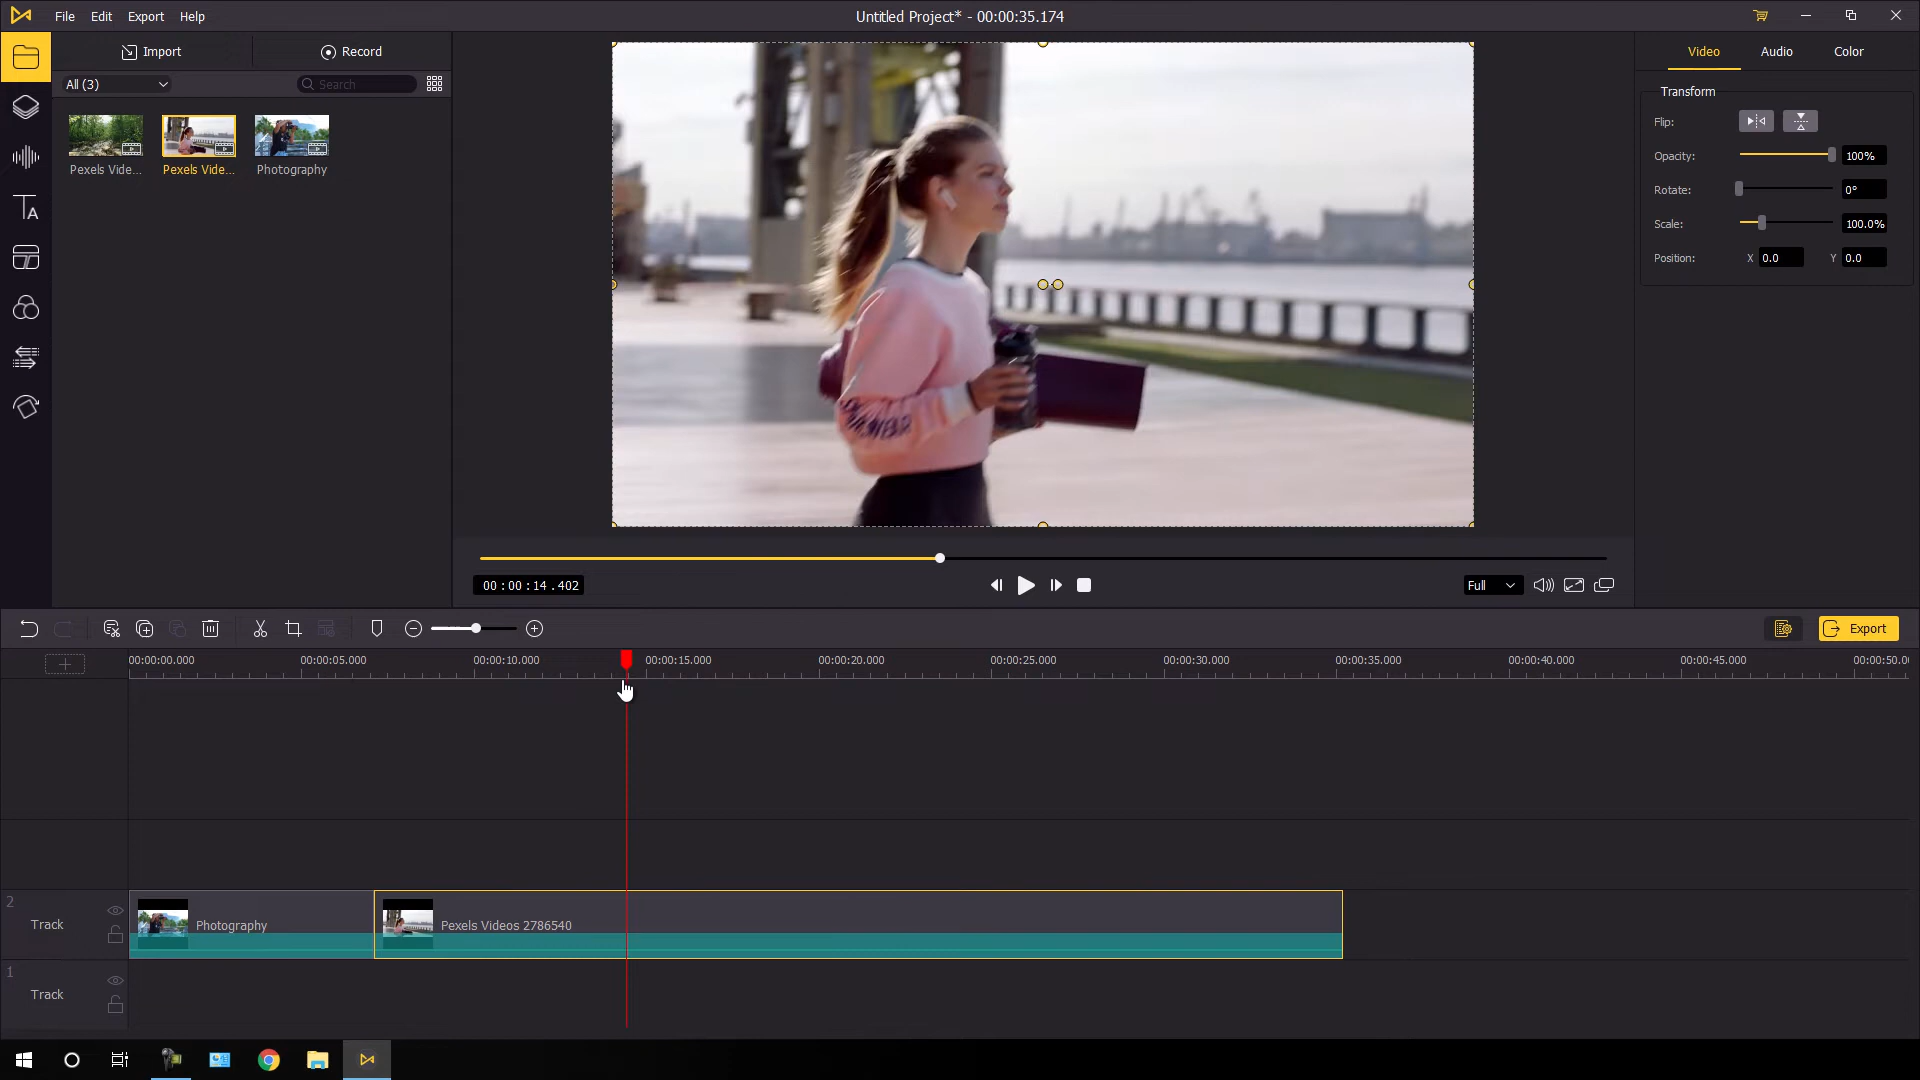 File Edit Export Help
Untitled Project* - 00:00:35.174
Import
Record
All (3)
Search
Pexels Vide...
Pexels Vide...
Photography
Video Audio Color
Transform
Flip:
Opacity: 100%
Rotate: 0°
Scale: 100.0%
Position: X 0.0 Y 0.0
00 : 00 : 14 . 402
Full
Export
00:00:00.000 00:00:05.000 00:00:10.000 00:00:15.000 00:00:20.000 00:00:25.000 00:00:30.000 00:00:35.000 00:00:40.000 00:00:45.000 00:00:50.0
2
Track
Photography
Pexels Videos 2786540
1
Track